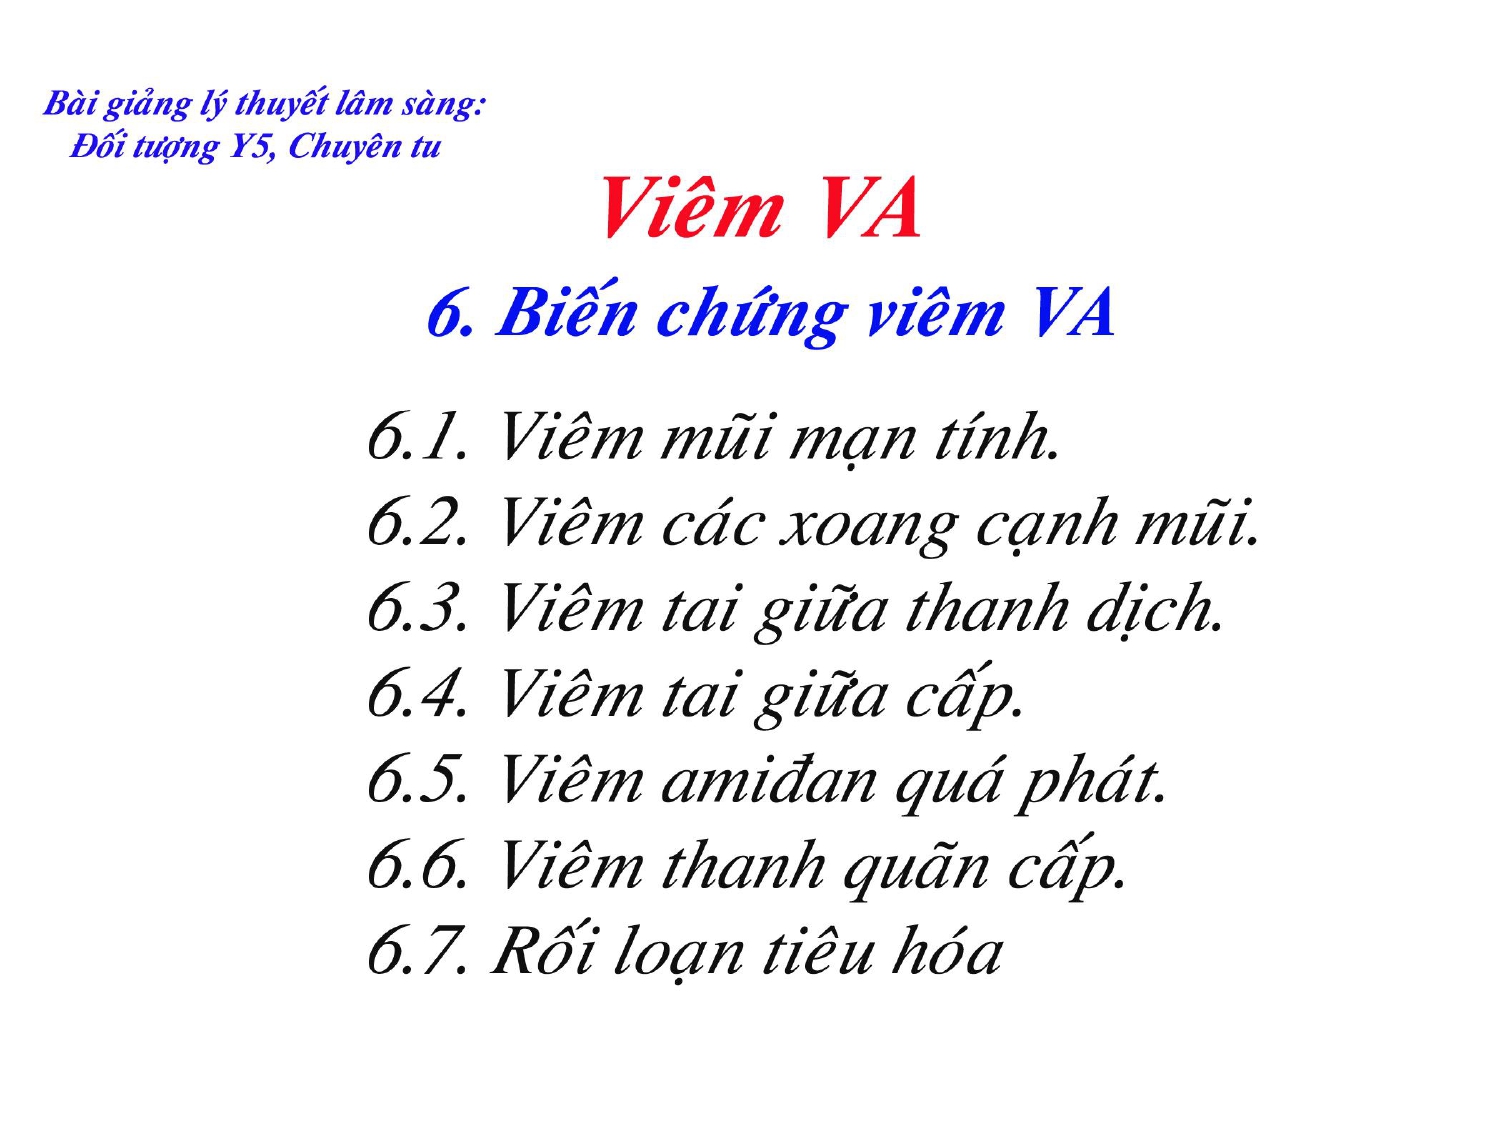 Bài giảng lý thuyết lâm sàng:
Đối tượng Y5, Chuyên tu
Viêm VA
6. Biến chứng viêm VA
6.1. Viêm mũi mạn tính.
6.2. Viêm các xoang cạnh mũi.
6.3. Viêm tai giữa thanh dịch.
6.4. Viêm tai giữa cấp.
6.5. Viêm amiđan quá phát.
6.6. Viêm thanh quãn cấp.
6.7. Rối loạn tiêu hóa